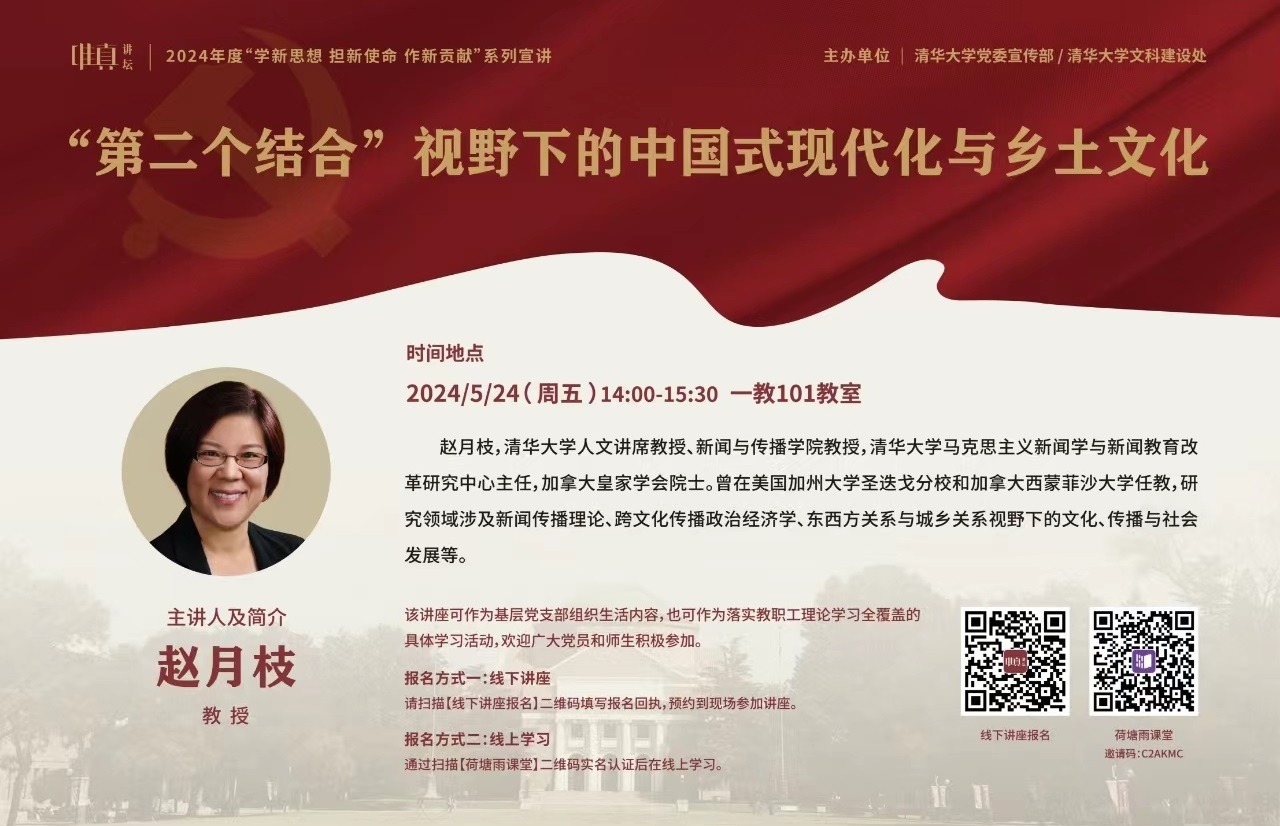 惟真讲坛 2024年度“学新思想 担新使命 作新贡献”系列宣讲
主办单位 | 清华大学党委宣传部 / 清华大学文科建设处
“第二个结合”视野下的中国式现代化与乡土文化
时间地点
2024/5/24（周五）14:00-15:30 一教101教室
赵月枝，清华大学人文讲席教授、新闻与传播学院教授，清华大学马克思主义新闻学与新闻教育改
革研究中心主任，加拿大皇家学会院士。曾在美国加州大学圣迭戈分校和加拿大西蒙菲沙大学任教，研
究领域涉及新闻传播理论、跨文化传播政治经济学、东西方关系与城乡关系视野下的文化、传播与社会
发展等。
主讲人及简介
赵月枝
教 授
该讲座可作为基层党支部组织生活内容，也可作为落实教职工理论学习全覆盖的
具体学习活动，欢迎广大党员和师生积极参加。
报名方式一：线下讲座
请扫描【线下讲座报名】二维码填写报名回执，预约到现场参加讲座。
报名方式二：线上学习
通过扫描【荷塘雨课堂】二维码实名认证后在线上学习。
线下讲座报名
荷塘雨课堂
邀请码：C2AKMC